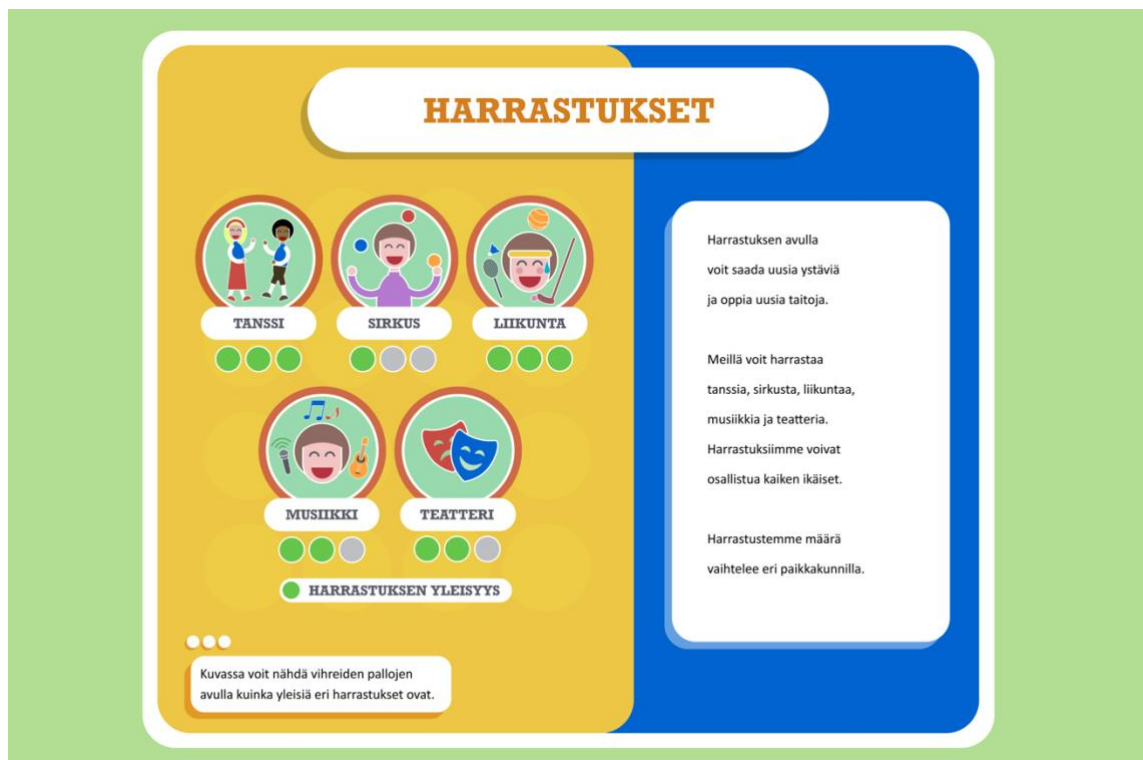 HARRASTUKSET
TANSSI
SIRKUS
LIIKUNTA
MUSIIKKI
TEATTERI
HARRASTUKSEN YLEISYYS
Kuvassa voit nähdä vihreiden pallojen
avulla kuinka yleisiä eri harrastukset ovat.
Harrastuksen avulla
voit saada uusia ystäviä
ja oppia uusia taitoja.
Meillä voit harrastaa
tanssia, sirkusta, liikuntaa,
musiikkia ja teatteria.
Harrastuksiimme voivat
osallistua kaiken ikäiset.
Harrastustemme määrä
vaihtelee eri paikkakunnilla.